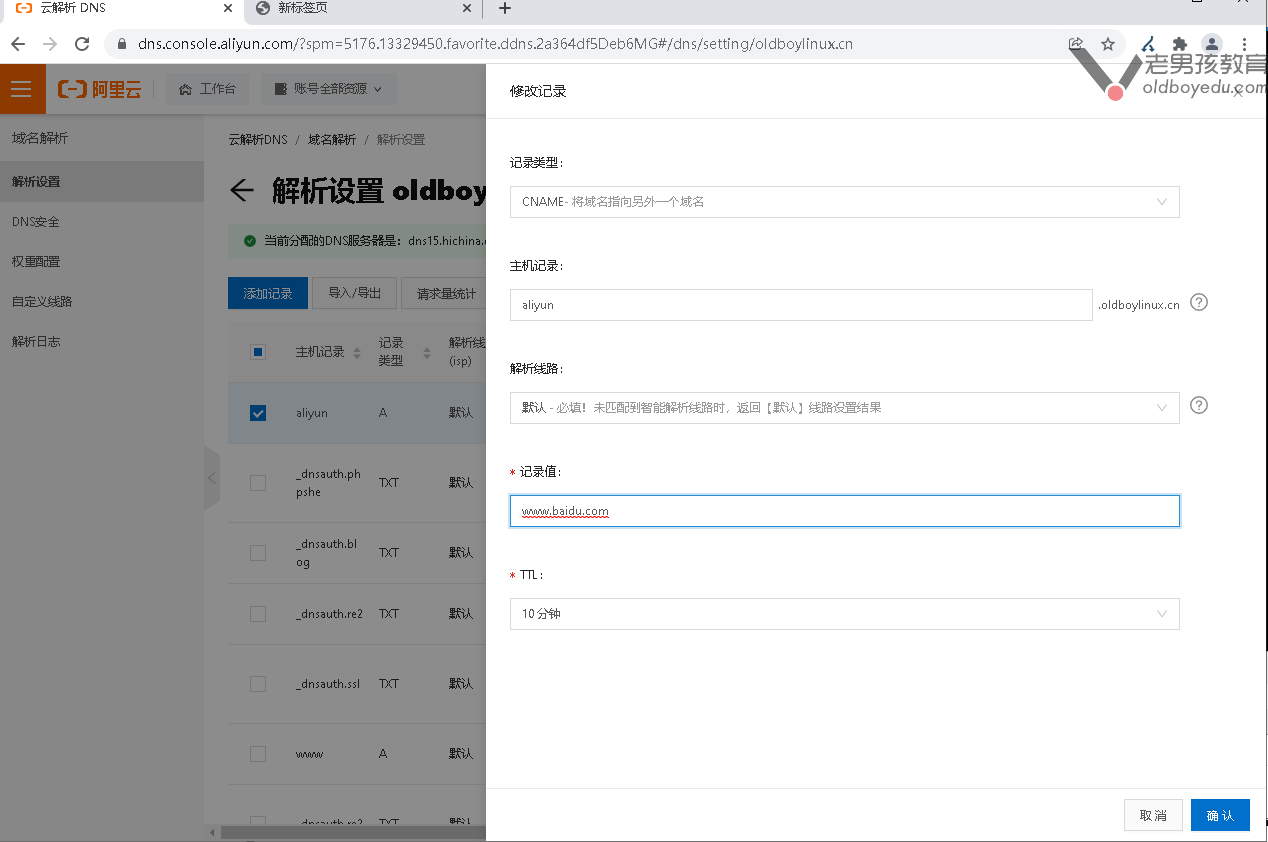 云解析 DNS
新标签页
dns.console.aliyun.com/?spm=5176.13329450.favorite.ddns.2a364df5Deb6MG#/dns/setting/oldboylinux.cn
老男孩教育
oldboyedu.com
阿里云
工作台
账号全部资源
修改记录
域名解析
解析设置
DNS安全
权重配置
自定义线路
解析日志
云解析DNS / 域名解析 / 解析设置
解析设置 oldboy
当前分配的DNS服务器是: dns15.hichina.
添加记录
导入/导出
请求量统计
主机记录
记录类型
解析线
(isp)
aliyun A 默认
_dnsauth.phpshe TXT 默认
_dnsauth.blog TXT 默认
_dnsauth.re2 TXT 默认
_dnsauth.ssl TXT 默认
www A 默认
_dnsauth.re2 TXT 默认
记录类型:
CNAME- 将域名指向另外一个域名
主机记录:
aliyun
.oldboylinux.cn
解析线路:
默认 - 必填！未匹配到智能解析线路时，返回【默认】线路设置结果
* 记录值:
www.baidu.com
* TTL:
10 分钟
取消
确认